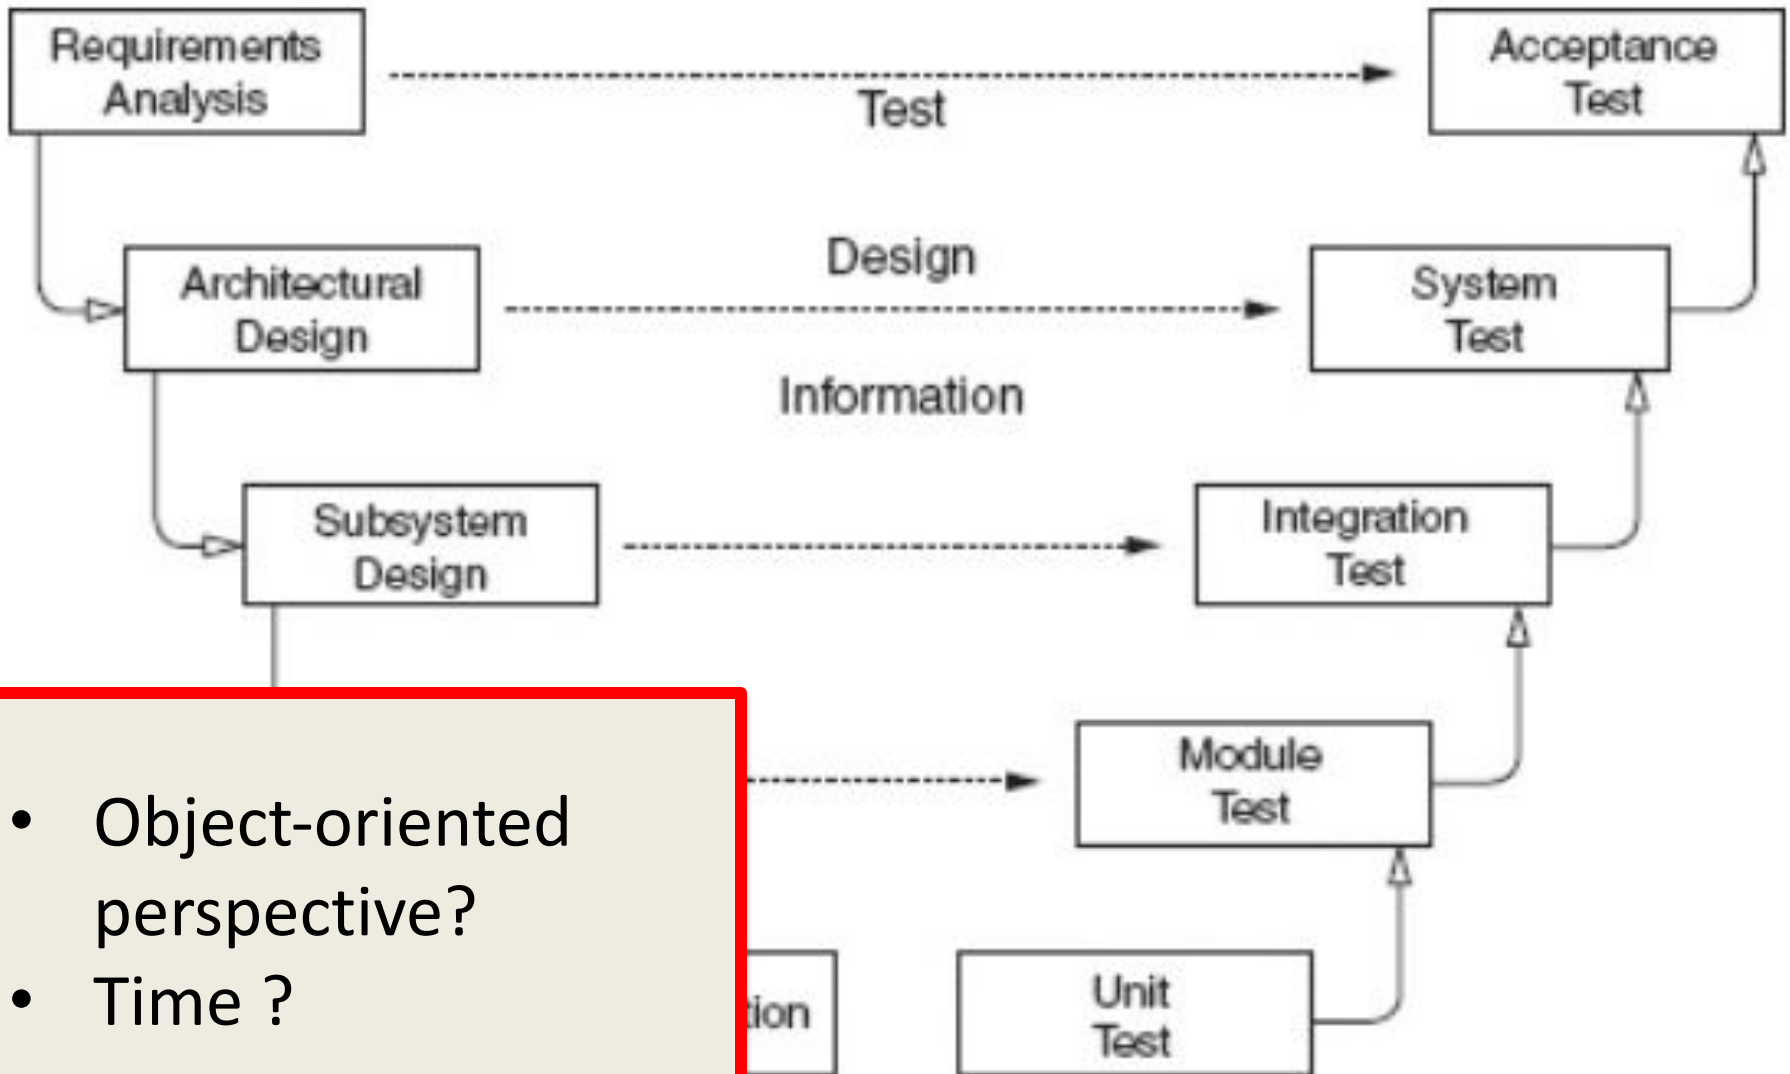 Requirements
Analysis
Test
Acceptance
Test
Architectural
Design
Design
Information
System
Test
Subsystem
Design
Integration
Test
Module
Test
• Object-oriented
perspective?
• Time ?
tion
Unit
Test